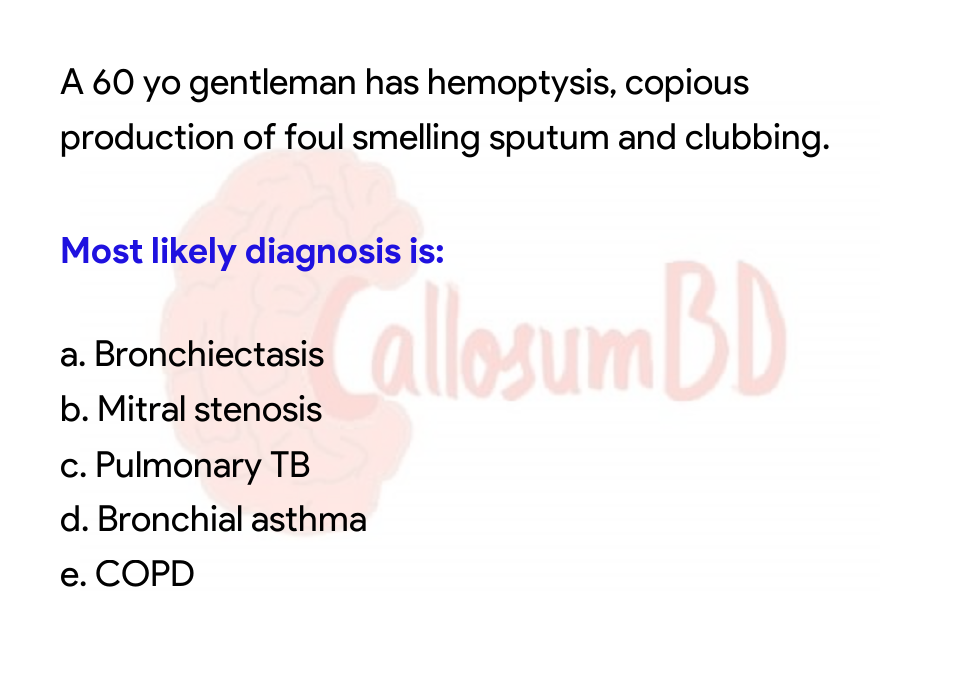 A 60 yo gentleman has hemoptysis, copious
production of foul smelling sputum and clubbing.
Most likely diagnosis is:
CallosumBD
a. Bronchiectasis
b. Mitral stenosis
c. Pulmonary TB
d. Bronchial asthma
e. COPD